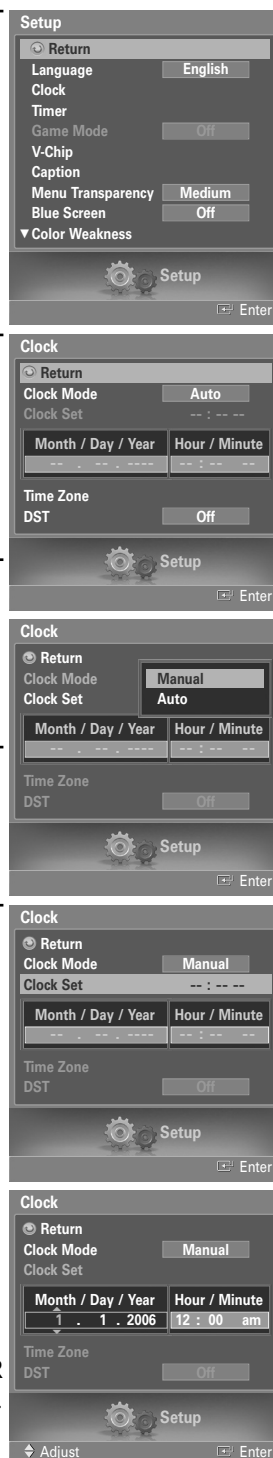 Setup
Return
Language English
Clock
Timer
Game Mode Off
V-Chip
Caption
Menu Transparency Medium
Blue Screen Off
▼ Color Weakness
Setup
Enter
Clock
Return
Clock Mode Auto
Clock Set -- : -- --
Month / Day / Year Hour / Minute
-- . -- . ---- -- : -- --
Time Zone
DST Off
Setup
Enter
Clock
Return
Clock Mode Manual
Clock Set Auto
Month / Day / Year Hour / Minute
-- . -- . ---- -- : -- --
Time Zone
DST Off
Setup
Enter
Clock
Return
Clock Mode Manual
Clock Set -- : -- --
Month / Day / Year Hour / Minute
-- . -- . ---- -- : -- --
Time Zone
DST Off
Setup
Enter
Clock
Return
Clock Mode Manual
Clock Set
Month / Day / Year Hour / Minute
1 . 1 . 2006 12 : 00 am
Time Zone
R
DST Off
Setup
Adjust Enter